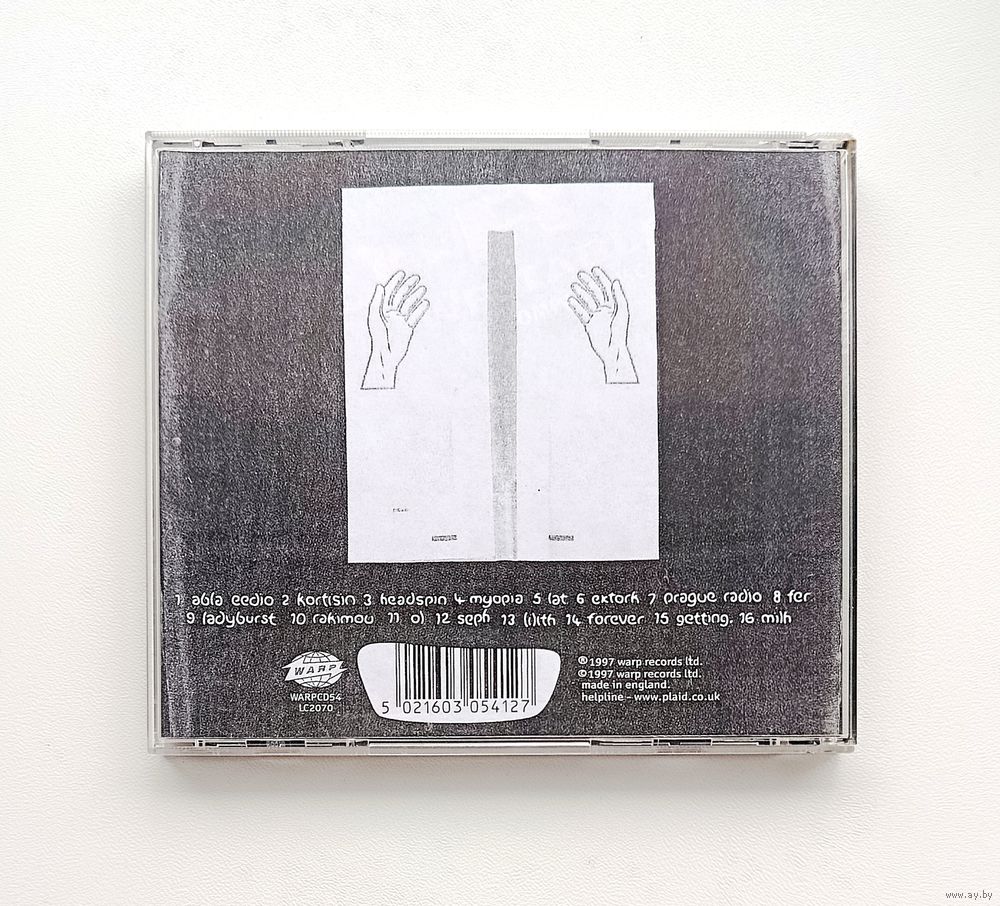 1 abla eedio 2 kortisin 3 headspin 4 myopia 5 lat 6 extork 7 prague radio 8 fer
9 ladyburst 10 rakimou 11 ol 12 seph 13 (i)lith 14 forever 15 getting. 16 milh
WARP
WARPCD54
LC2070
5 021603 054127
℗ 1997 warp records ltd.
© 1997 warp records ltd.
made in england.
helpline - www.plaid.co.uk
www.ay.by